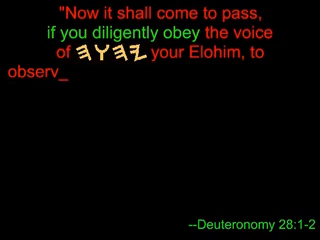 "Now it shall come to pass,
if you diligently obey the voice
of 𐤉𐤄𐤅𐤄 your Elohim, to
observ_
--Deuteronomy 28:1-2